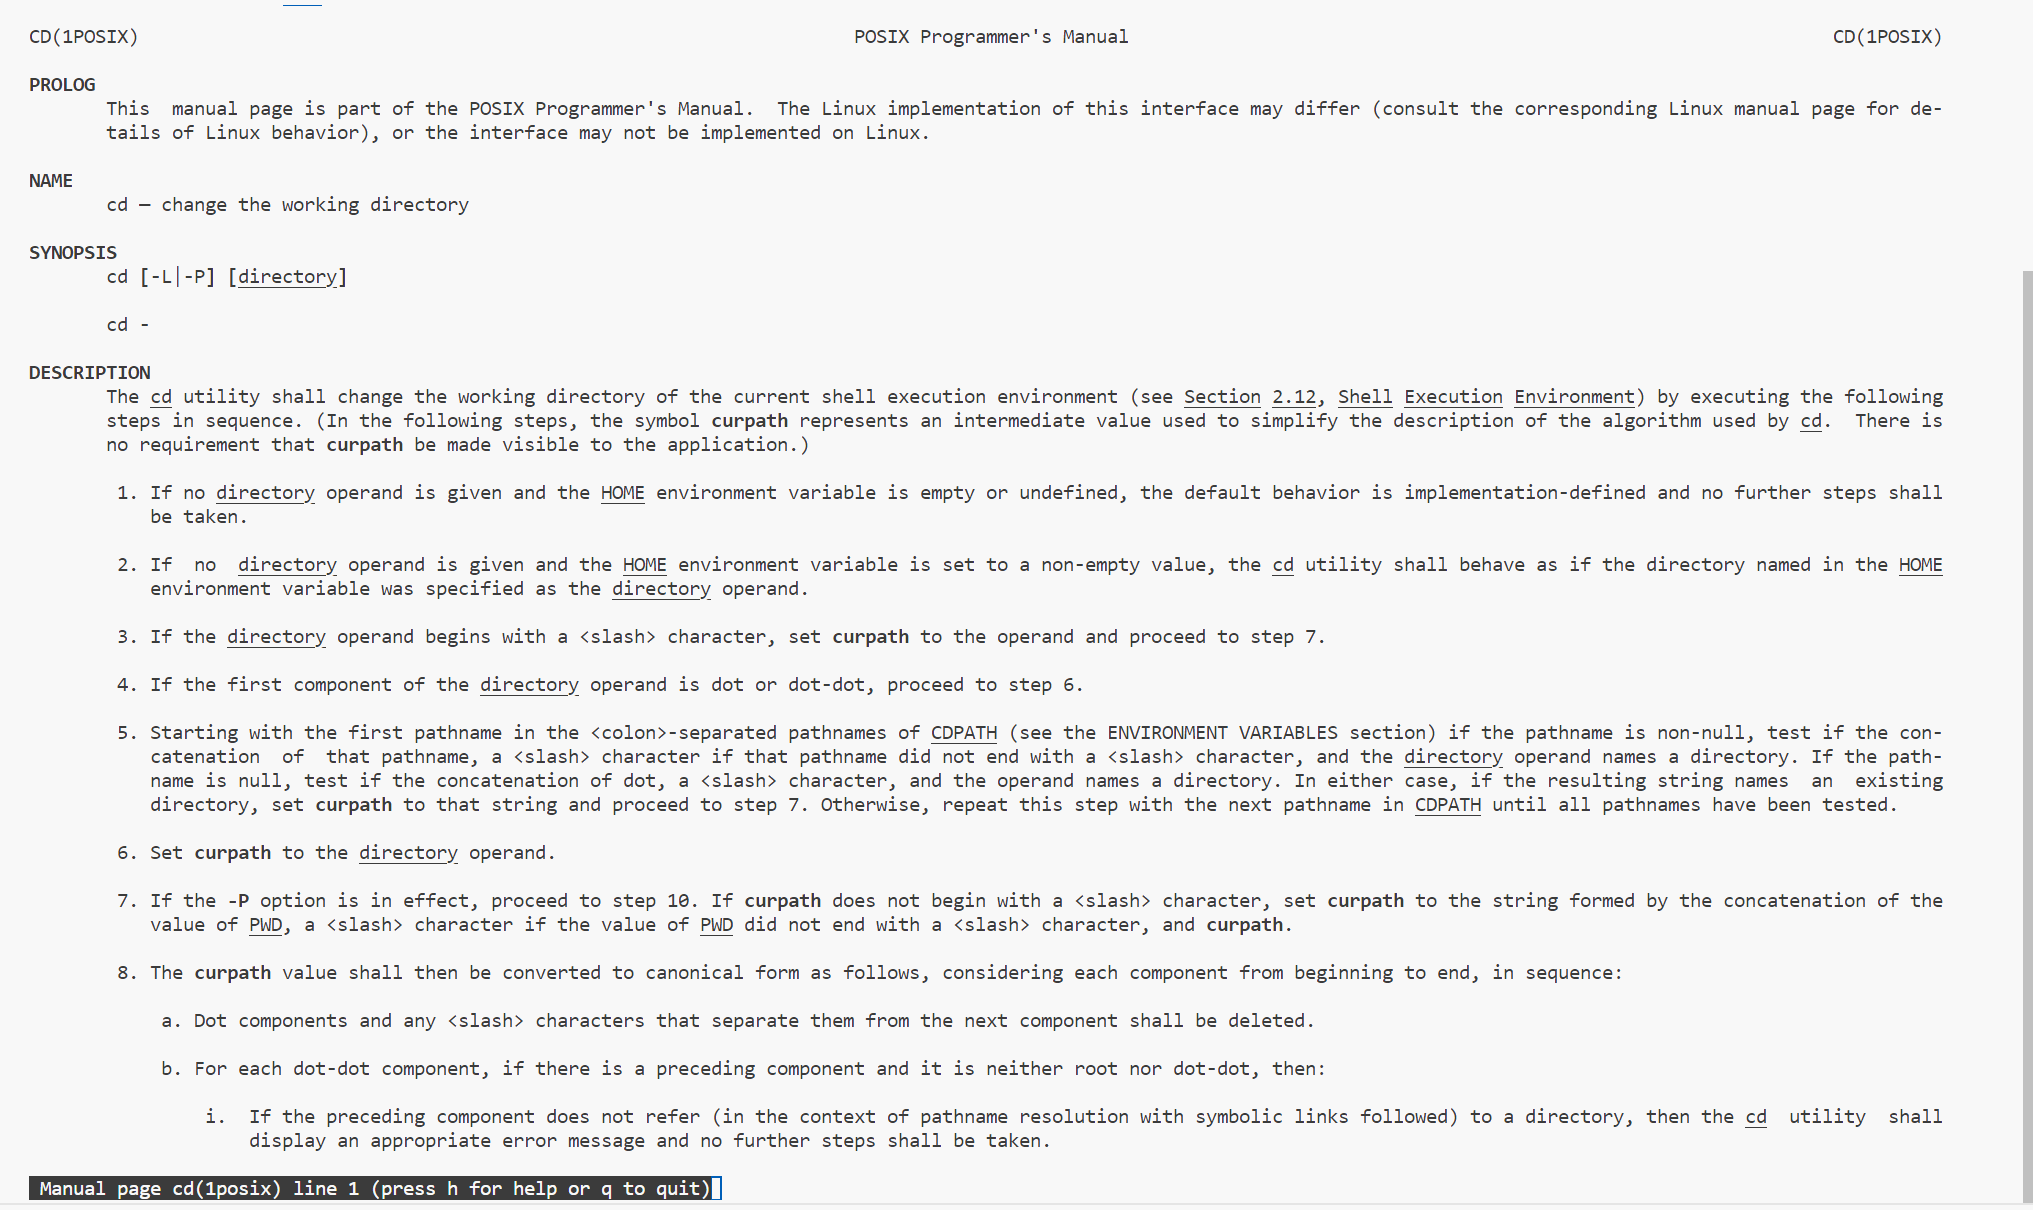 CD(1POSIX) POSIX Programmer's Manual CD(1POSIX)
PROLOG
This  manual page is part of the POSIX Programmer's Manual.  The Linux implementation of this interface may differ (consult the corresponding Linux manual page for de-
tails of Linux behavior), or the interface may not be implemented on Linux.
NAME
cd — change the working directory
SYNOPSIS
cd [-L|-P] [directory]
cd -
DESCRIPTION
The cd utility shall change the working directory of the current shell execution environment (see Section 2.12, Shell Execution Environment) by executing the following
steps in sequence. (In the following steps, the symbol curpath represents an intermediate value used to simplify the description of the algorithm used by cd.  There is
no requirement that curpath be made visible to the application.)
1. If no directory operand is given and the HOME environment variable is empty or undefined, the default behavior is implementation-defined and no further steps shall
be taken.
2. If  no  directory operand is given and the HOME environment variable is set to a non-empty value, the cd utility shall behave as if the directory named in the HOME
environment variable was specified as the directory operand.
3. If the directory operand begins with a <slash> character, set curpath to the operand and proceed to step 7.
4. If the first component of the directory operand is dot or dot-dot, proceed to step 6.
5. Starting with the first pathname in the <colon>-separated pathnames of CDPATH (see the ENVIRONMENT VARIABLES section) if the pathname is non-null, test if the con-
catenation  of  that pathname, a <slash> character if that pathname did not end with a <slash> character, and the directory operand names a directory. If the path-
name is null, test if the concatenation of dot, a <slash> character, and the operand names a directory. In either case, if the resulting string names  an  existing
directory, set curpath to that string and proceed to step 7. Otherwise, repeat this step with the next pathname in CDPATH until all pathnames have been tested.
6. Set curpath to the directory operand.
7. If the -P option is in effect, proceed to step 10. If curpath does not begin with a <slash> character, set curpath to the string formed by the concatenation of the
value of PWD, a <slash> character if the value of PWD did not end with a <slash> character, and curpath.
8. The curpath value shall then be converted to canonical form as follows, considering each component from beginning to end, in sequence:
a. Dot components and any <slash> characters that separate them from the next component shall be deleted.
b. For each dot-dot component, if there is a preceding component and it is neither root nor dot-dot, then:
i.  If the preceding component does not refer (in the context of pathname resolution with symbolic links followed) to a directory, then the cd  utility  shall
display an appropriate error message and no further steps shall be taken.
Manual page cd(1posix) line 1 (press h for help or q to quit)